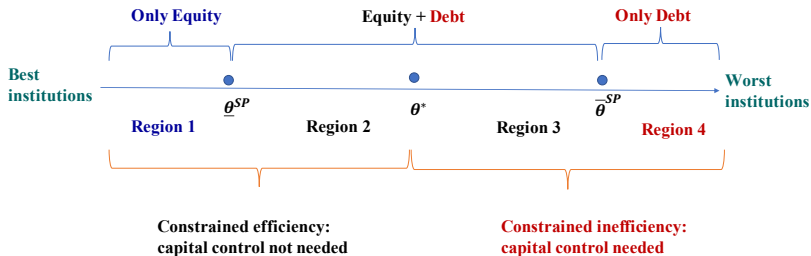 Only Equity
Equity + Debt
Only Debt
Best
institutions
Worst
institutions
θ̲^SP
θ*
θ̅^SP
Region 1
Region 2
Region 3
Region 4
Constrained efficiency:
capital control not needed
Constrained inefficiency:
capital control needed